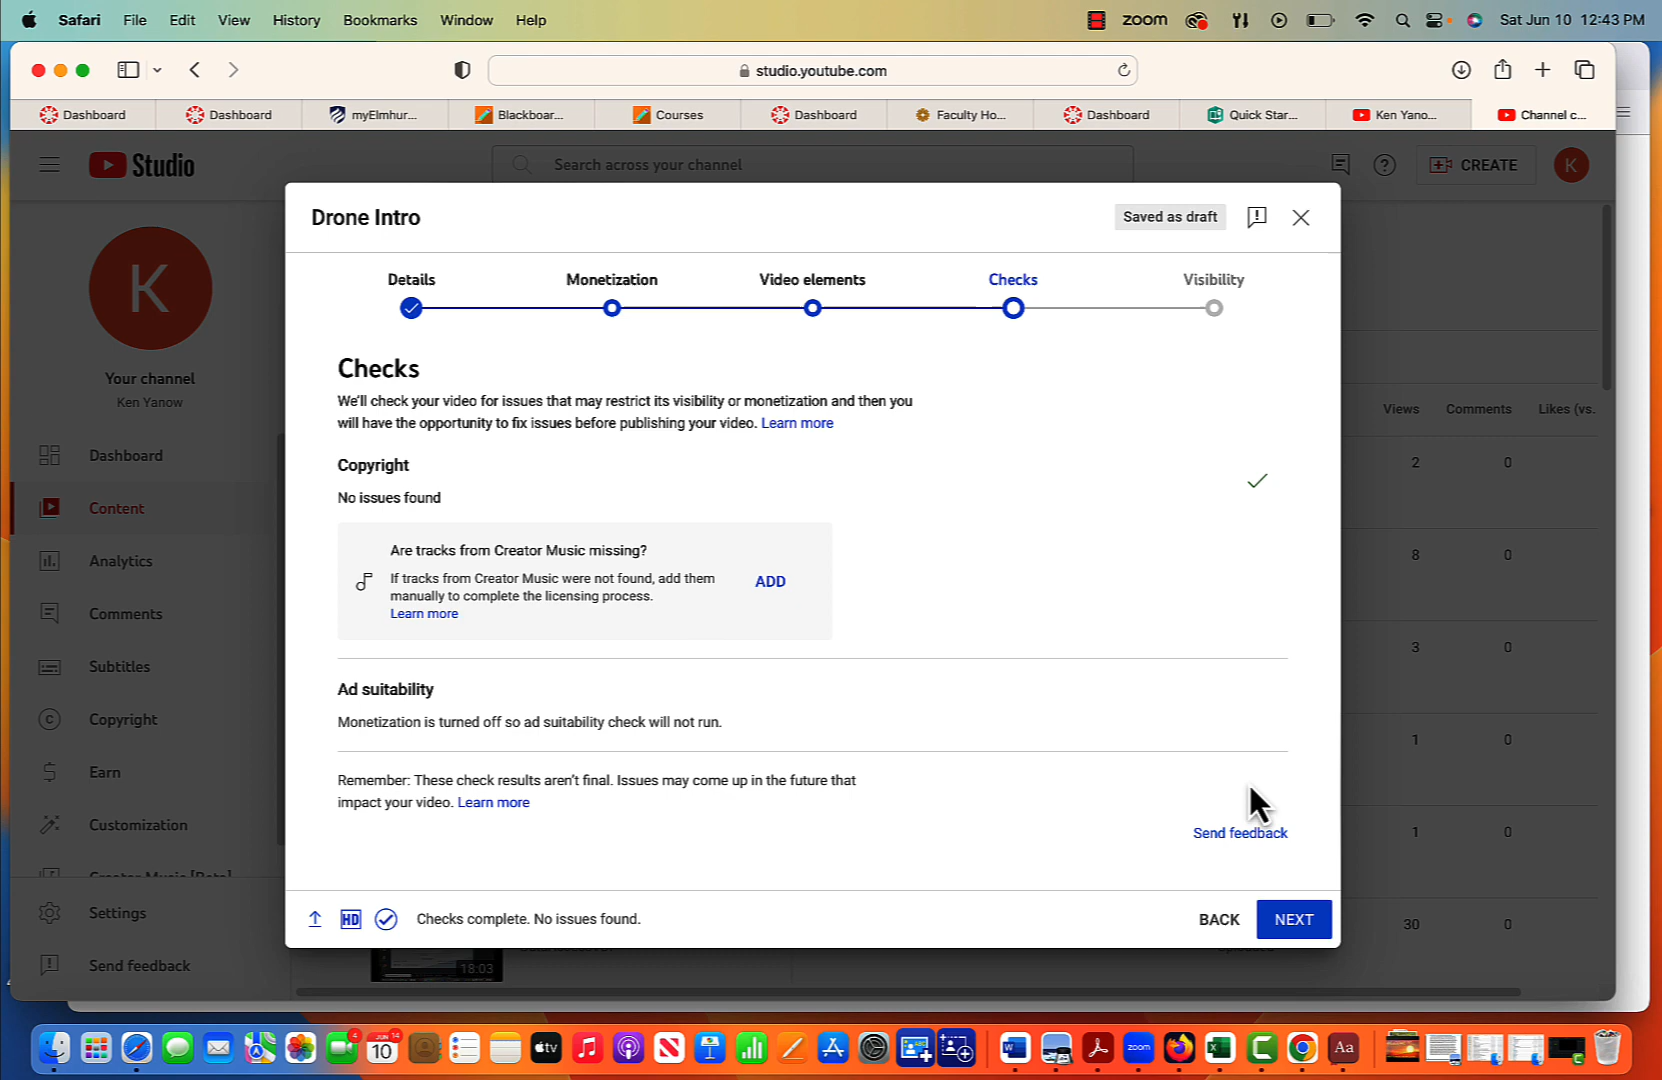 Safari File Edit View History Bookmarks Window Help zoom Sat Jun 10 12:43 PM
studio.youtube.com
Dashboard Dashboard myElmhur... Blackboar... Courses Dashboard Faculty Ho... Dashboard Quick Star... Ken Yano... Channel c...
Studio Search across your channel CREATE K
K
Your channel
Ken Yanow
Dashboard
Content
Analytics
Comments
Subtitles
Copyright
Earn
Customization
Creator Music [Beta]
Settings
Send feedback
Drone Intro Saved as draft
Details Monetization Video elements Checks Visibility
Checks
We'll check your video for issues that may restrict its visibility or monetization and then you
will have the opportunity to fix issues before publishing your video. Learn more
Copyright
No issues found
Are tracks from Creator Music missing?
If tracks from Creator Music were not found, add them
manually to complete the licensing process.
Learn more
ADD
Ad suitability
Monetization is turned off so ad suitability check will not run.
Remember: These check results aren't final. Issues may come up in the future that
impact your video. Learn more
Send feedback
HD Checks complete. No issues found. BACK NEXT
Views Comments Likes (vs.
2 0
8 0
3 0
1 0
1 0
30 0
18:03
4 JUN 14 10 tv W zoom X Aa